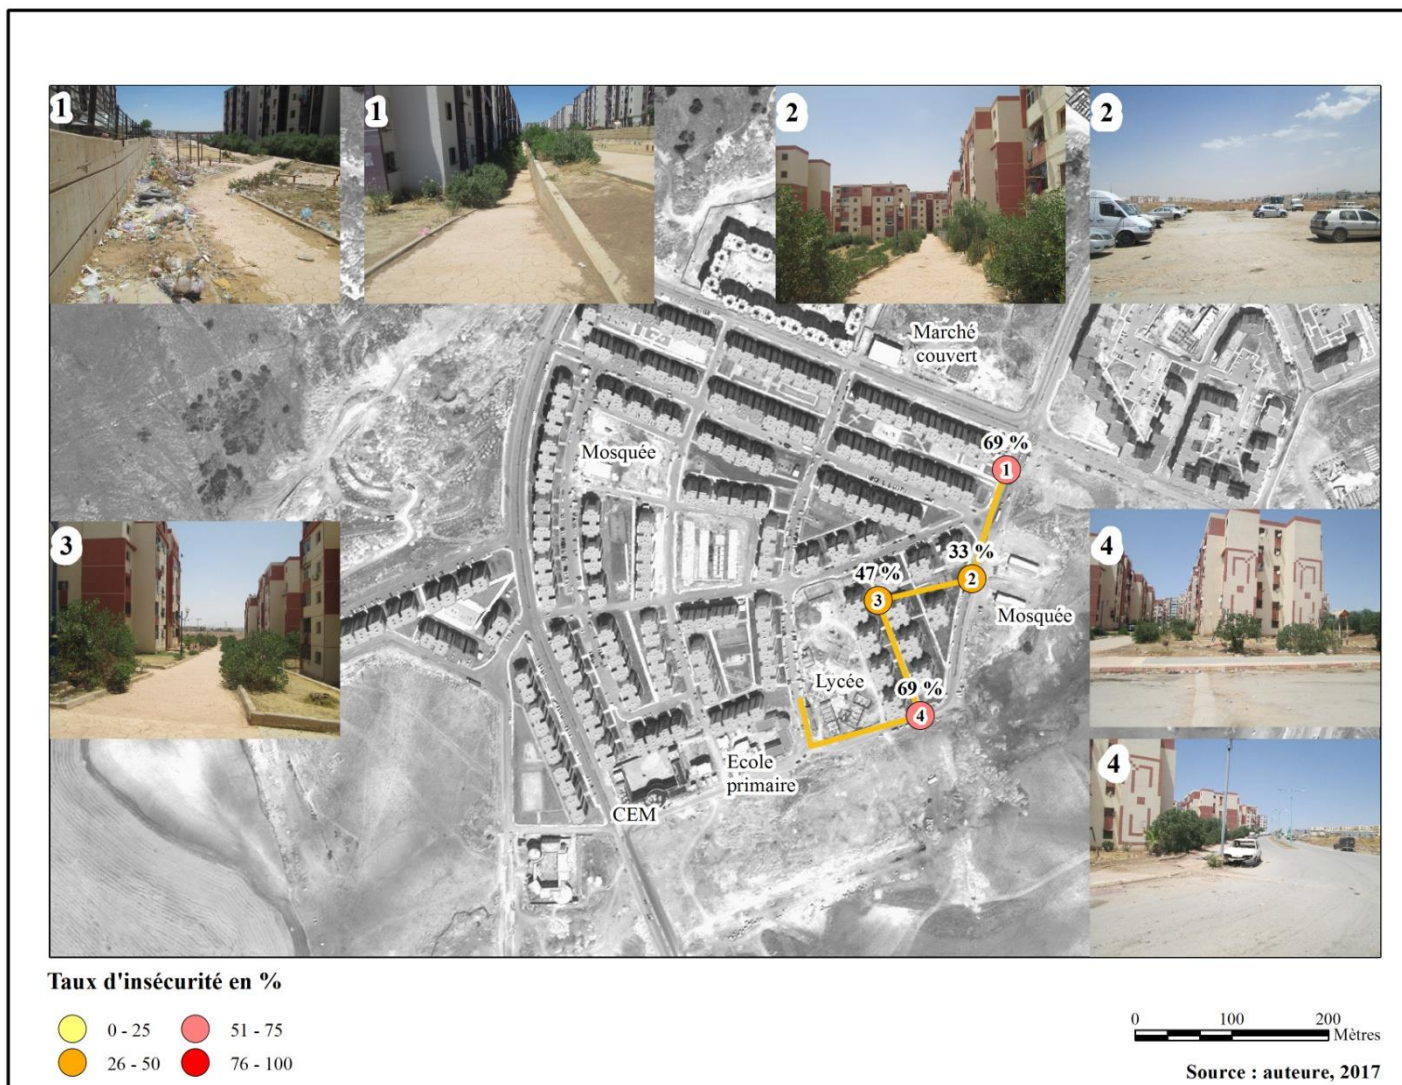 1
1
2
2
Marché
couvert
Mosquée
69 %
1
3
4
33 %
47 %
2
3
Mosquée
Lycée
69 %
4
4
Ecole
primaire
CEM
Taux d'insécurité en %
0 - 25
51 - 75
26 - 50
76 - 100
0 100 200
Mètres
Source : auteure, 2017